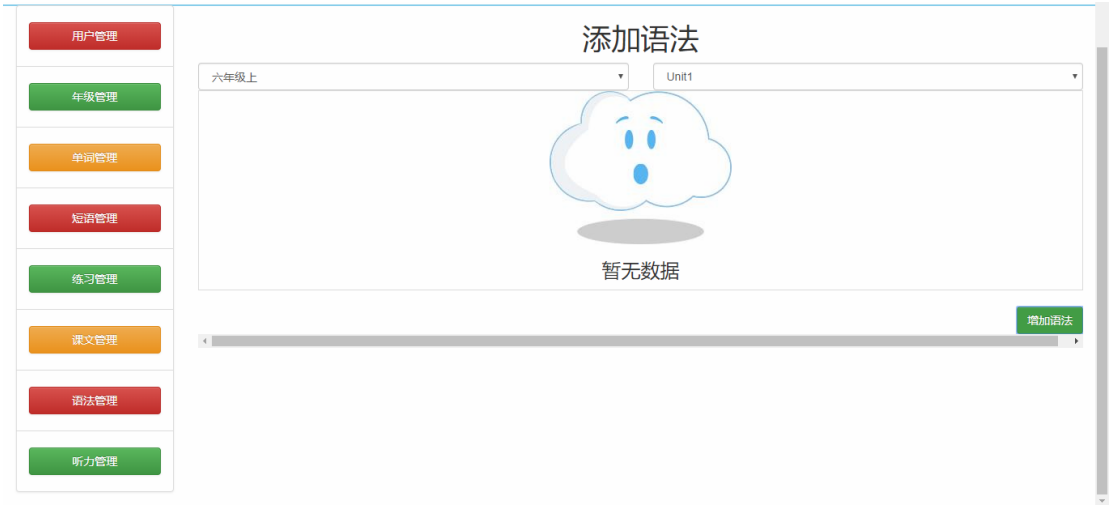 用户管理
年级管理
单词管理
短语管理
练习管理
课文管理
语法管理
听力管理
添加语法
六年级上
Unit1
暂无数据
增加语法